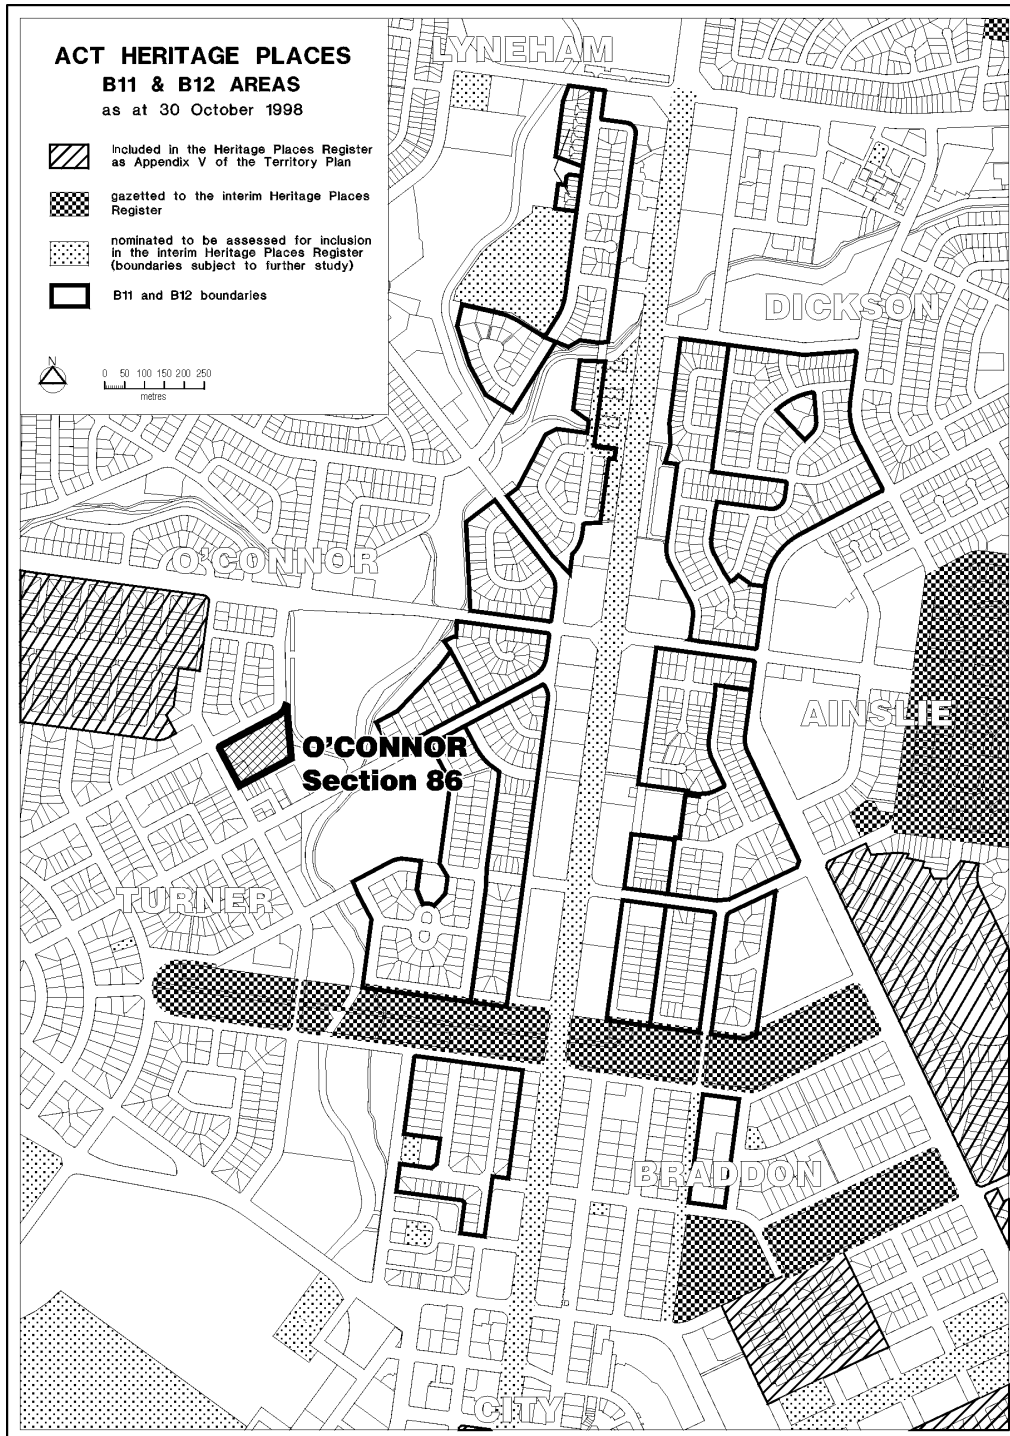 ACT HERITAGE PLACES
B11 & B12 AREAS
as at 30 October 1998
Included in the Heritage Places Register
as Appendix V of the Territory Plan
gazetted to the interim Heritage Places
Register
nominated to be assessed for inclusion
in the interim Heritage Places Register
(boundaries subject to further study)
B11 and B12 boundaries
N
0 50 100 150 200 250
metres
LYNEHAM
DICKSON
O'CONNOR
AINSLIE
O'CONNOR
Section 86
TURNER
BRADDON
CITY